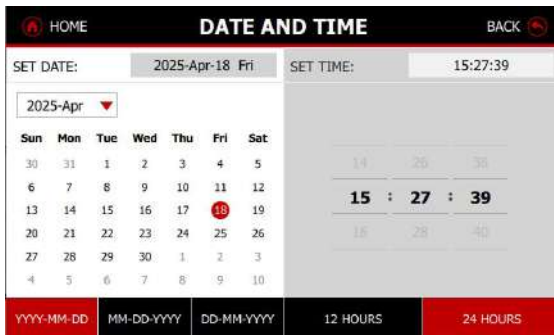 HOME DATE AND TIME BACK
SET DATE: 2025-Apr-18 Fri SET TIME: 15:27:39
2025-Apr
Sun Mon Tue Wed Thu Fri Sat
30 31 1 2 3 4 5
6 7 8 9 10 11 12
13 14 15 16 17 18 19
20 21 22 23 24 25 26
27 28 29 30 1 2 3
4 5 6 7 8 9 10
14 26 38
15 : 27 : 39
16 28 40
YYYY-MM-DD MM-DD-YYYY DD-MM-YYYY 12 HOURS 24 HOURS